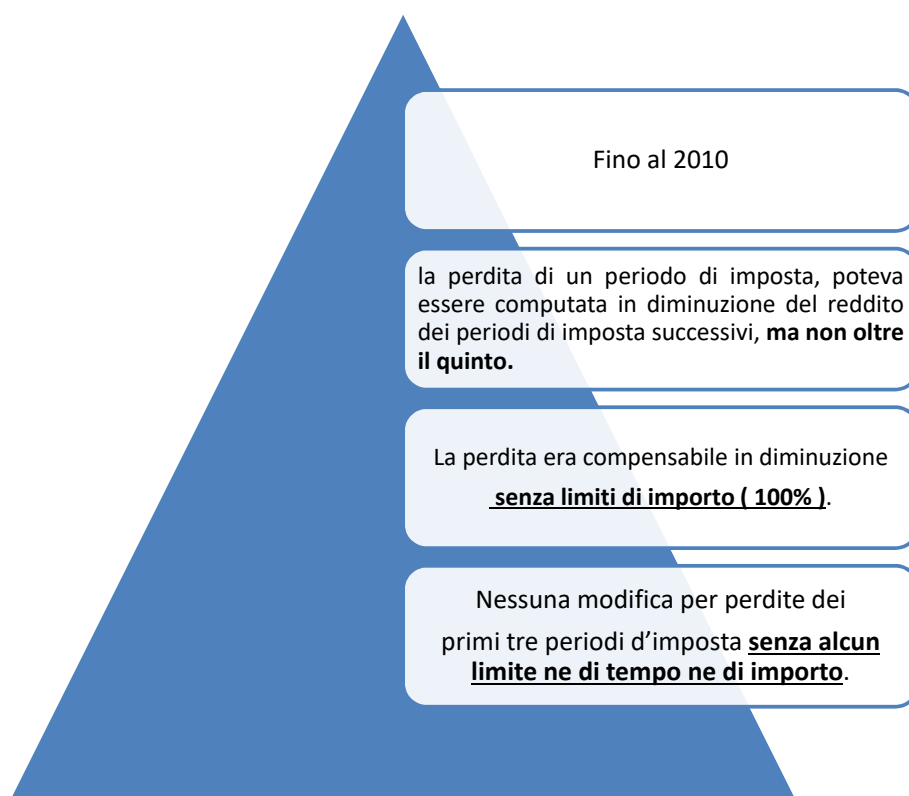 Fino al 2010
la perdita di un periodo di imposta, poteva
essere computata in diminuzione del reddito
dei periodi di imposta successivi, ma non oltre
il quinto.
La perdita era compensabile in diminuzione
senza limiti di importo ( 100% ).
Nessuna modifica per perdite dei
primi tre periodi d’imposta senza alcun
limite ne di tempo ne di importo.